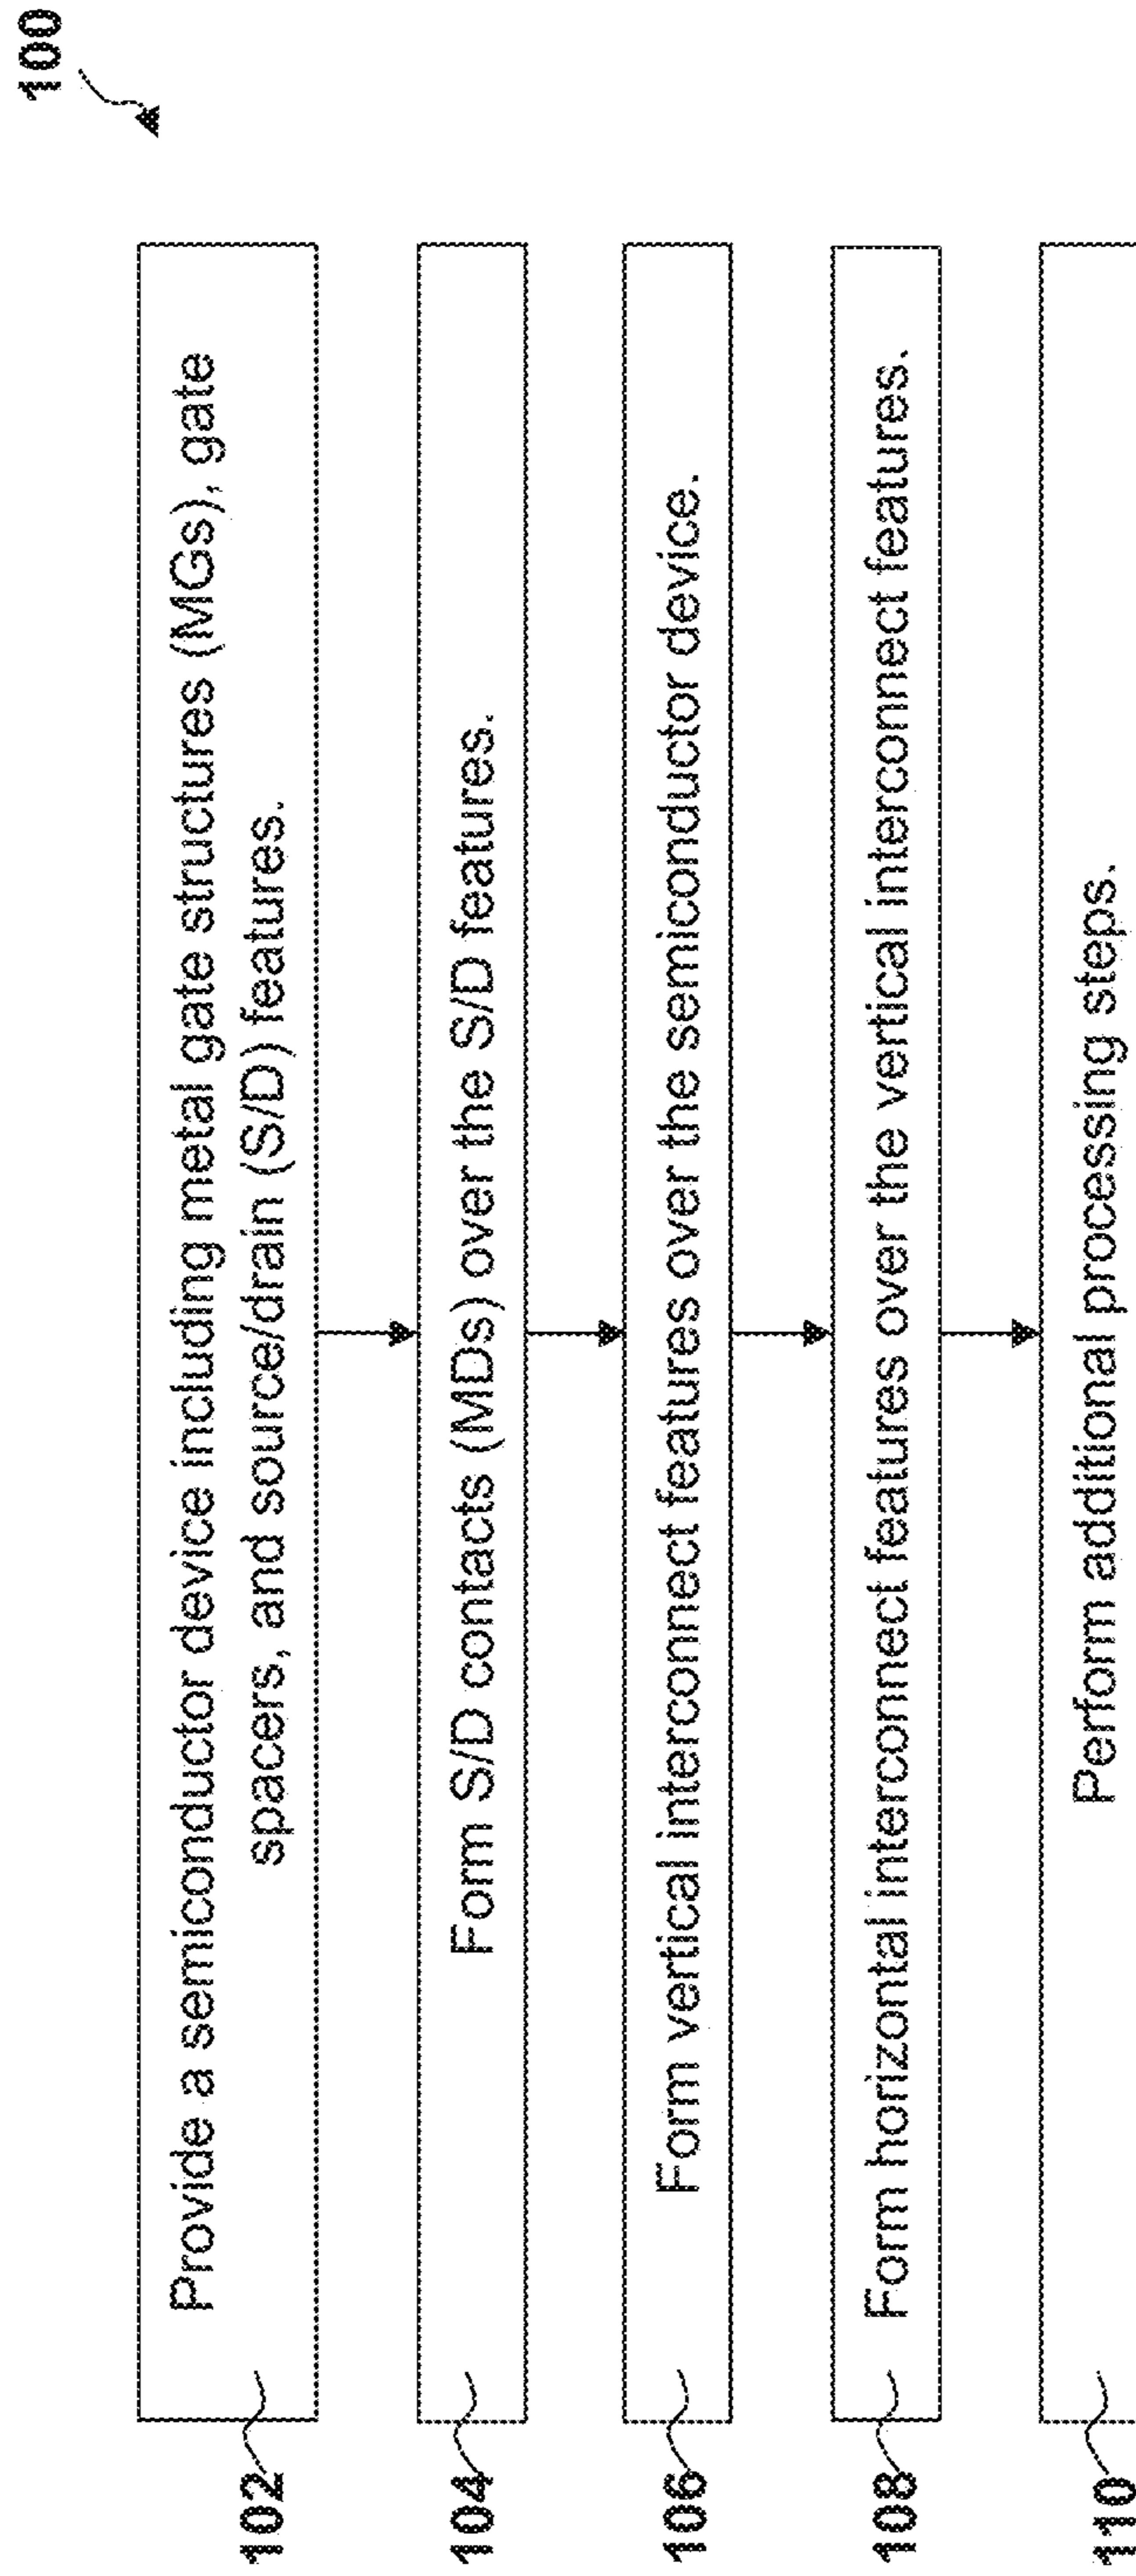 100
102
Provide a semiconductor device including metal gate structures (MGs), gate
spacers, and source/drain (S/D) features.
104
Form S/D contacts (MDs) over the S/D features.
106
Form vertical interconnect features over the semiconductor device.
108
Form horizontal interconnect features over the vertical interconnect features.
110
Perform additional processing steps.